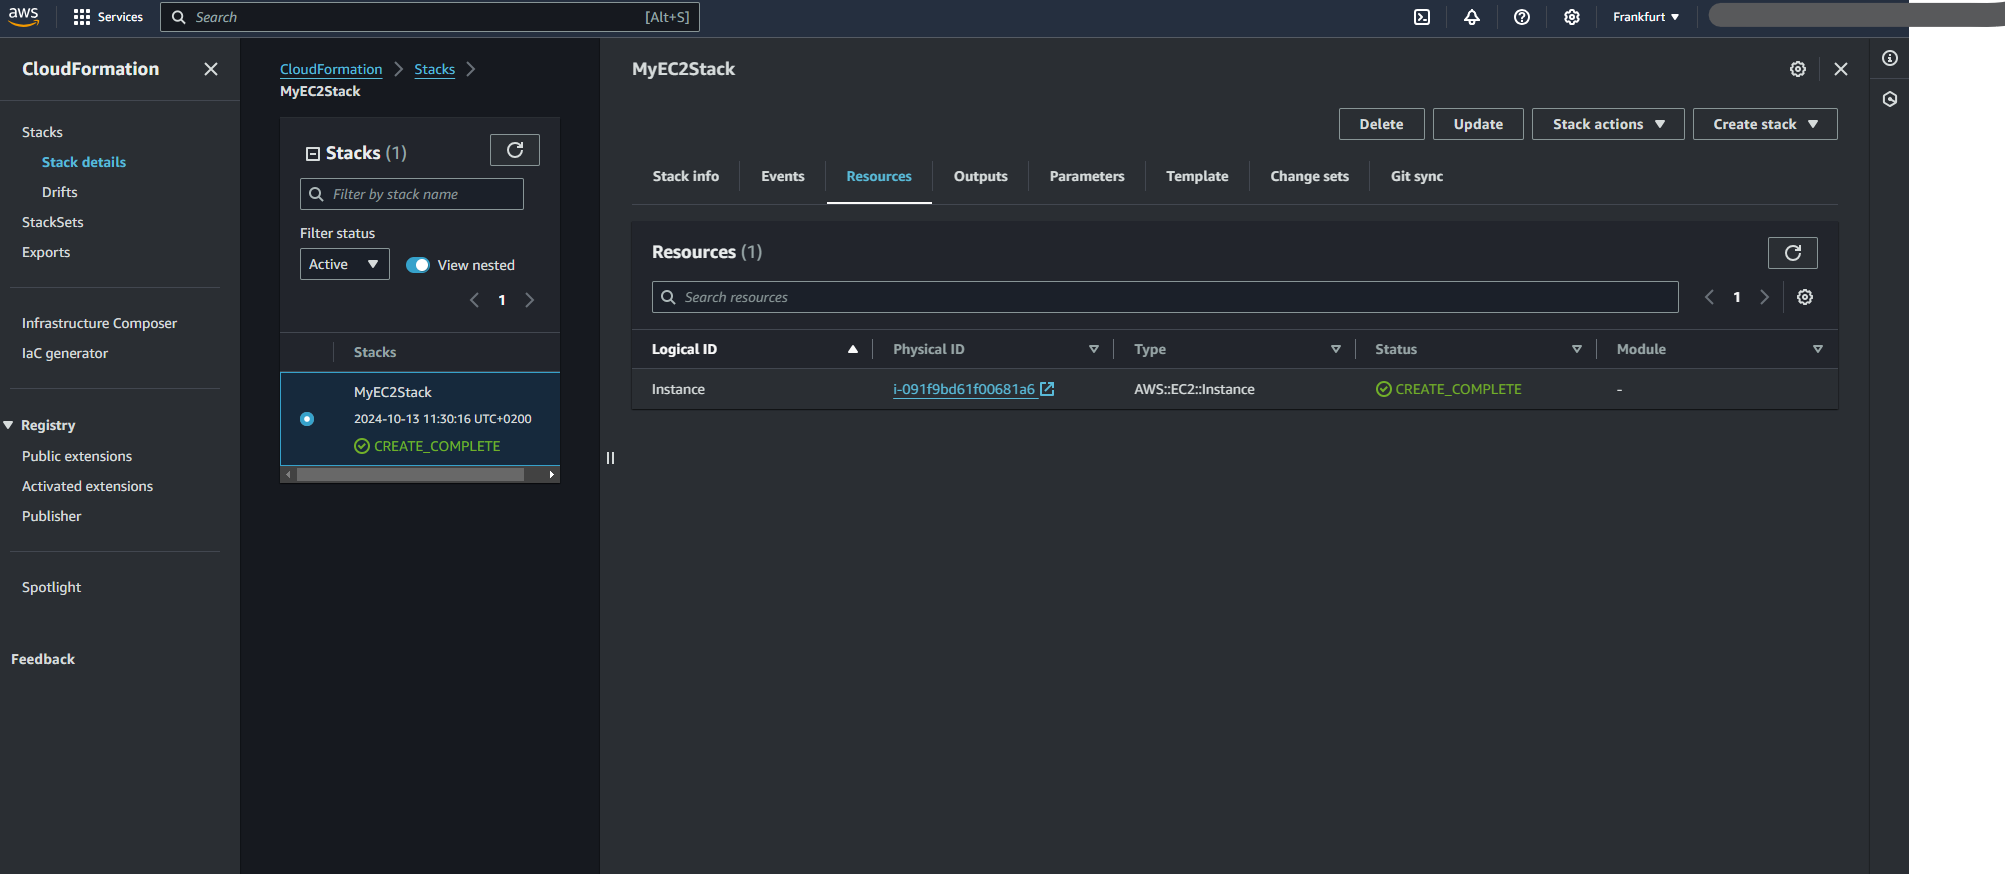 aws
Services
Search
[Alt+S]
Frankfurt
CloudFormation
Stacks
Stack details
Drifts
StackSets
Exports
Infrastructure Composer
IaC generator
Registry
Public extensions
Activated extensions
Publisher
Spotlight
Feedback
CloudFormation
Stacks
MyEC2Stack
Stacks (1)
Filter by stack name
Filter status
Active
View nested
1
Stacks
MyEC2Stack
2024-10-13 11:30:16 UTC+0200
CREATE_COMPLETE
MyEC2Stack
Delete
Update
Stack actions
Create stack
Stack info
Events
Resources
Outputs
Parameters
Template
Change sets
Git sync
Resources (1)
Search resources
1
Logical ID
Physical ID
Type
Status
Module
Instance
i-091f9bd61f00681a6
AWS::EC2::Instance
CREATE_COMPLETE
-